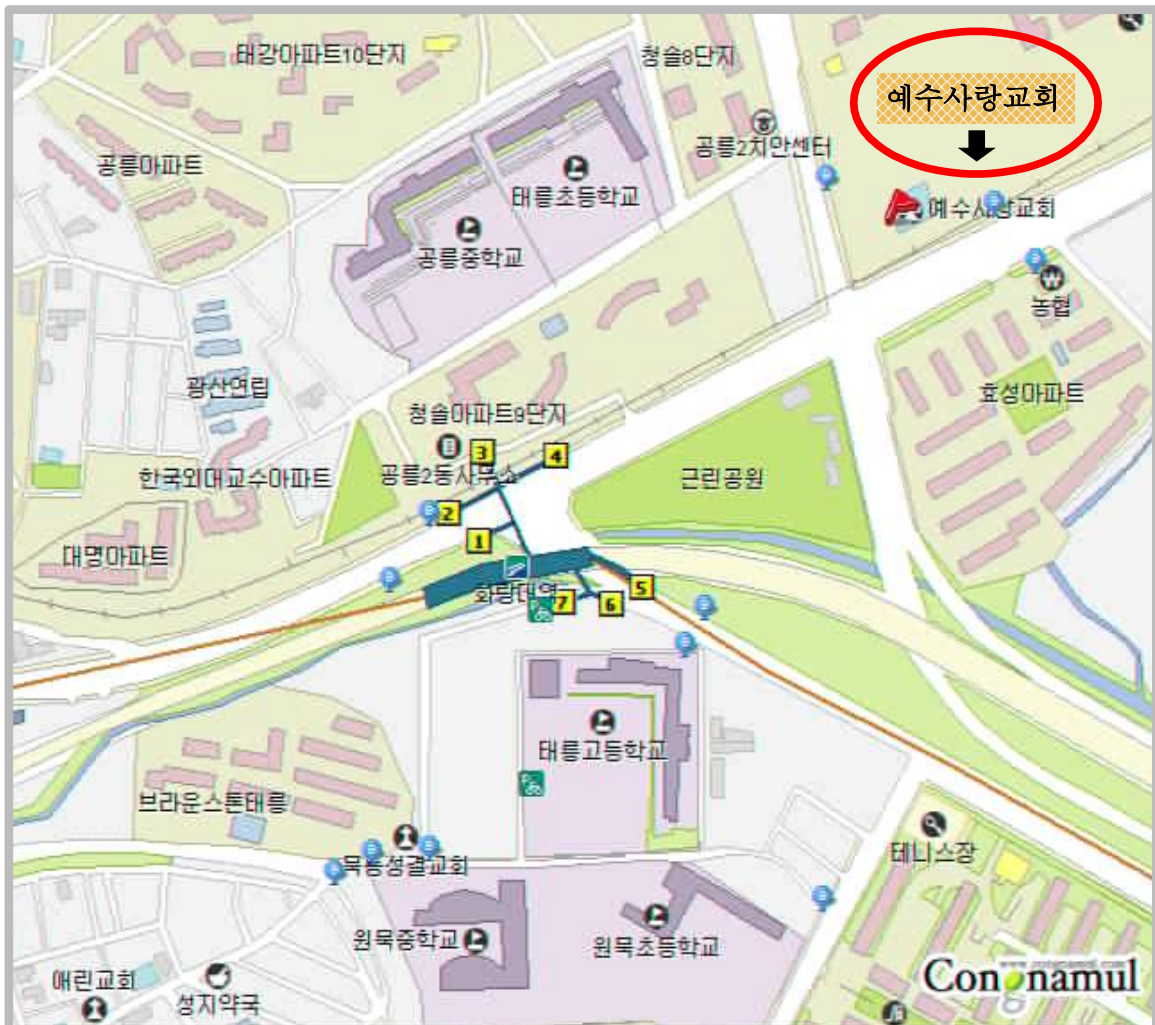 태강아파트10단지
청솔8단지
예수사랑교회
공릉2치안센터
공릉아파트
태릉초등학교
예수사랑교회
공릉중학교
농협
광산연립
효성아파트
청솔아파트9단지
3
4
공릉2동사무소
한국외대교수아파트
근린공원
2
1
대명아파트
화랑대역
5
7
6
태릉고등학교
브라운스톤태릉
테니스장
묵동성결교회
원묵중학교
원묵초등학교
www.congnamul.com
Congnamul
애린교회
성지약국